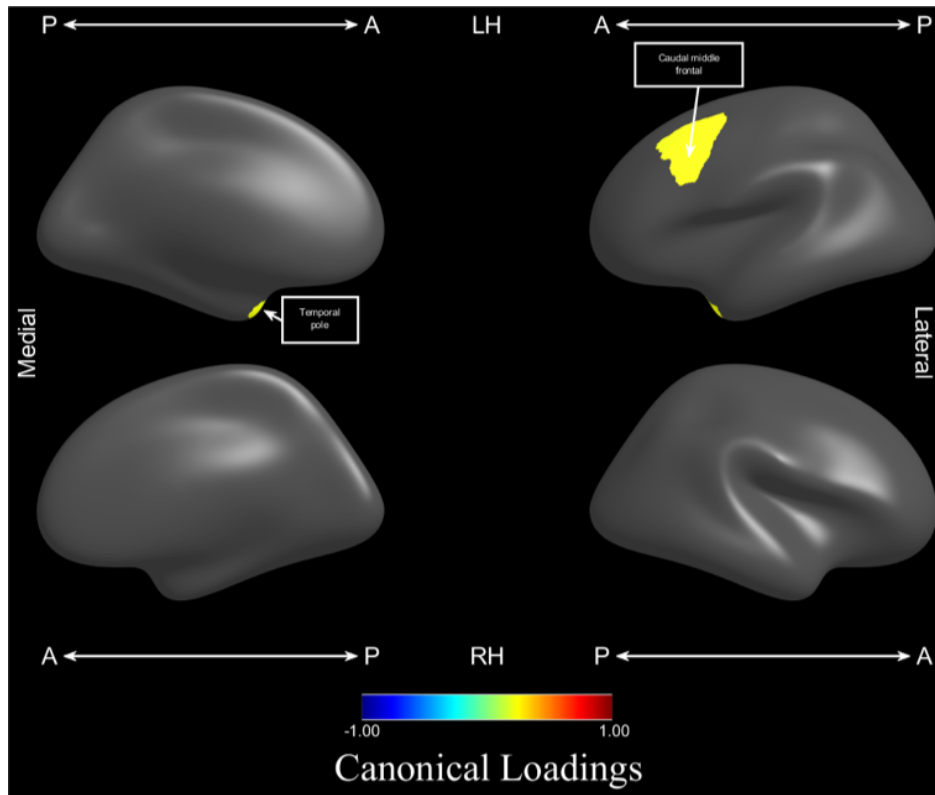 P A LH A P
Caudal middle
frontal
Temporal
pole
Medial
Lateral
A P RH P A
-1.00 1.00
Canonical Loadings